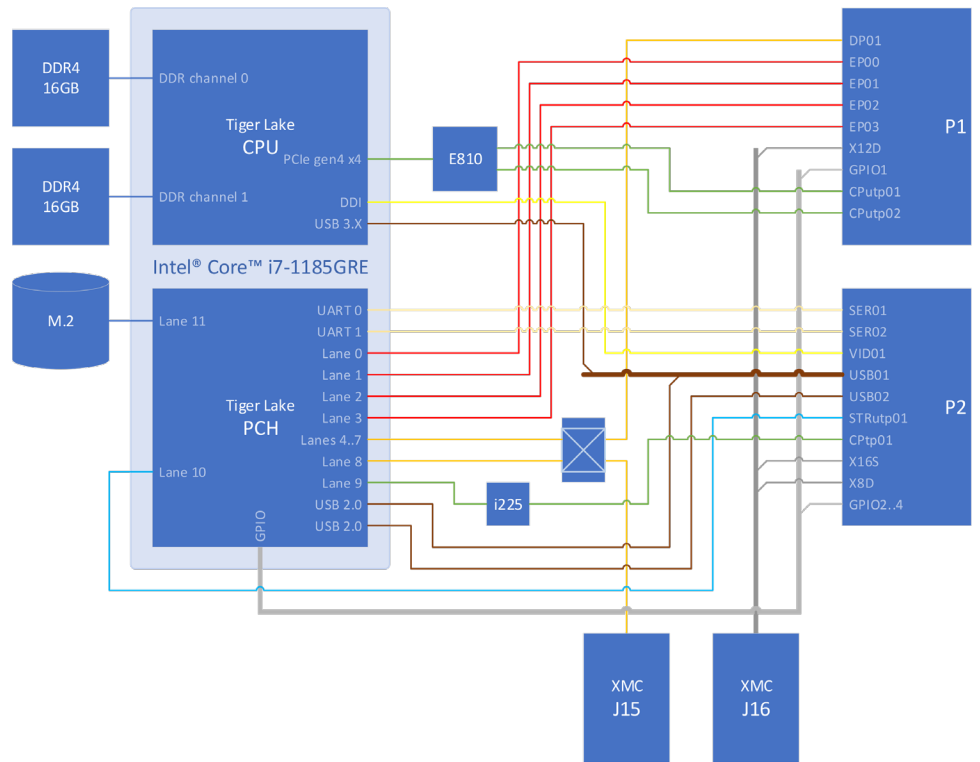 DDR4
16GB
DDR4
16GB
M.2
DDR channel 0
Tiger Lake
CPU
PCIe gen4 x4
DDR channel 1
DDI
USB 3.X
Intel® Core™ i7-1185GRE
UART 0
Lane 11
UART 1
Lane 0
Lane 1
Lane 2
Tiger Lake
PCH
Lane 3
Lanes 4..7
Lane 8
Lane 10
Lane 9
USB 2.0
USB 2.0
GPIO
E810
i225
DP01
EP00
EP01
EP02
EP03
P1
X12D
GPIO1
CPutp01
CPutp02
SER01
SER02
VID01
USB01
USB02
P2
STRutp01
CPtp01
X16S
X8D
GPIO2..4
XMC
J15
XMC
J16